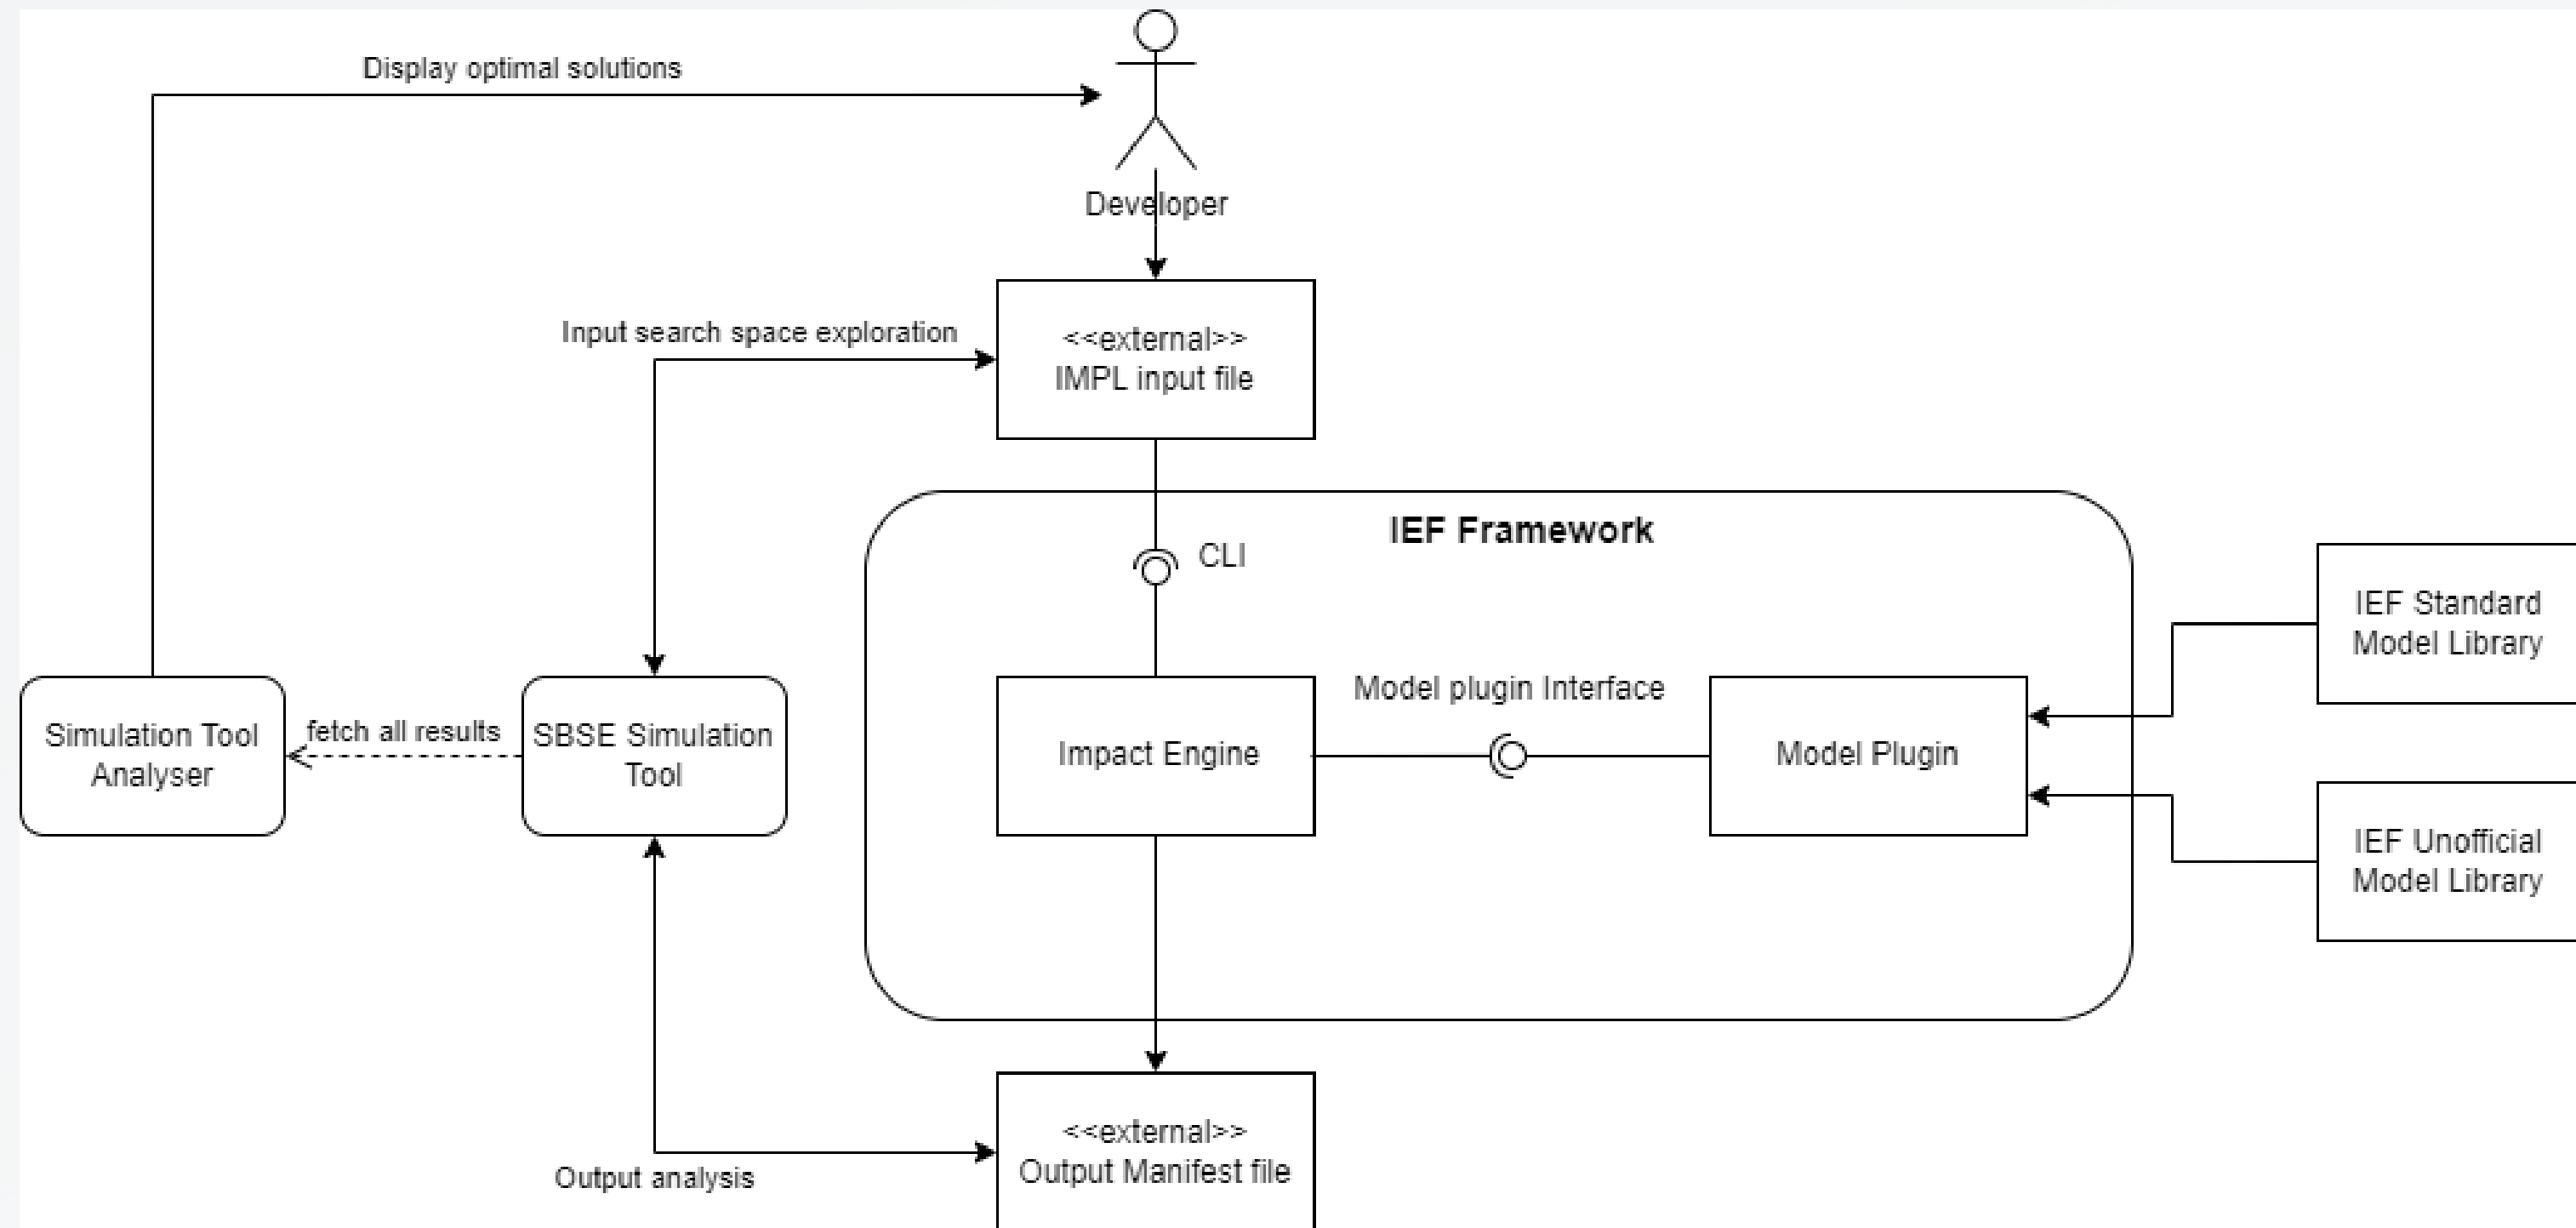 Display optimal solutions
Developer
Input search space exploration
<<external>>
IMPL input file
IEF Framework
CLI
IEF Standard
Model Library
Model plugin Interface
Simulation Tool
Analyser
fetch all results
SBSE Simulation
Tool
Impact Engine
Model Plugin
IEF Unofficial
Model Library
<<external>>
Output Manifest file
Output analysis